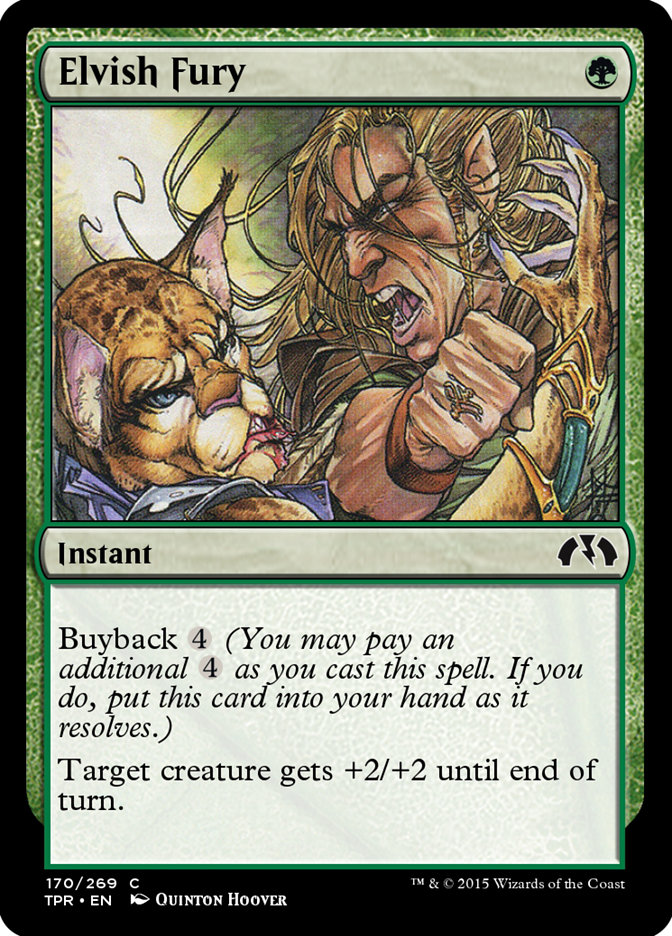 Elvish Fury
Instant
Buyback 4 (You may pay an
additional 4 as you cast this spell. If you
do, put this card into your hand as it
resolves.)
Target creature gets +2/+2 until end of
turn.
170/269 C
TPR • EN Quinton Hoover
™ & © 2015 Wizards of the Coast